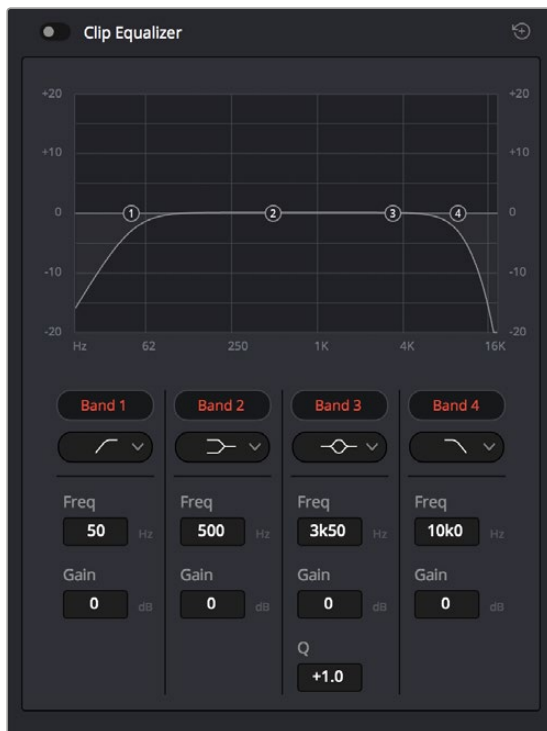 Clip Equalizer
+20 +20
+10 +10
0 1 2 3 4 0
-10 -10
-20 -20
Hz 62 250 1K 4K 16K
Band 1 Band 2 Band 3 Band 4
Freq Freq Freq Freq
50 Hz 500 Hz 3k50 Hz 10k0 Hz
Gain Gain Gain Gain
0 dB 0 dB 0 dB 0 dB
Q
+1.0